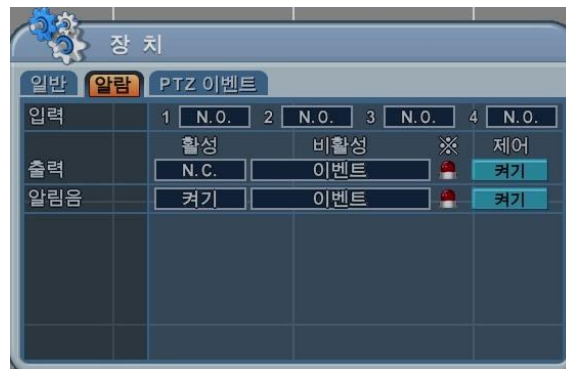 장 치
일반 알람 PTZ 이벤트
입력 1 N.O. 2 N.O. 3 N.O. 4 N.O.
활성 비활성 ※ 제어
출력 N.C. 이벤트 켜기
알림음 켜기 이벤트 켜기